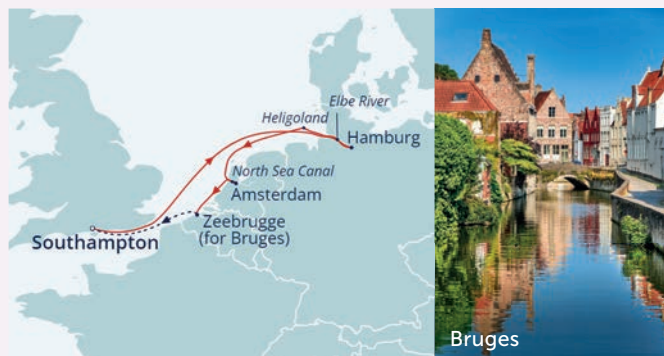 Elbe River
Heligoland
Hamburg
North Sea Canal
Amsterdam
Zeebrugge
(for Bruges)
Southampton
Bruges